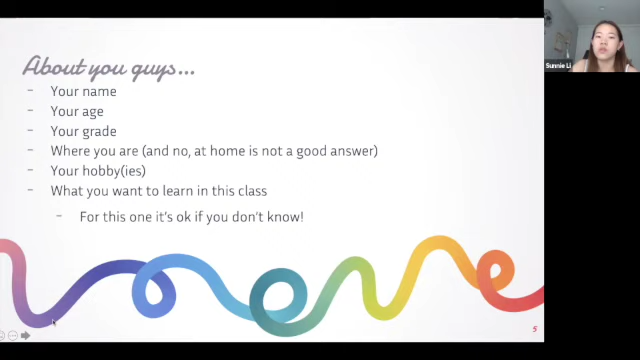 About you guys...
- Your name
- Your age
- Your grade
- Where you are (and no, at home is not a good answer)
- Your hobby(ies)
- What you want to learn in this class
- For this one it's ok if you don't know!
5
Sunnie Li